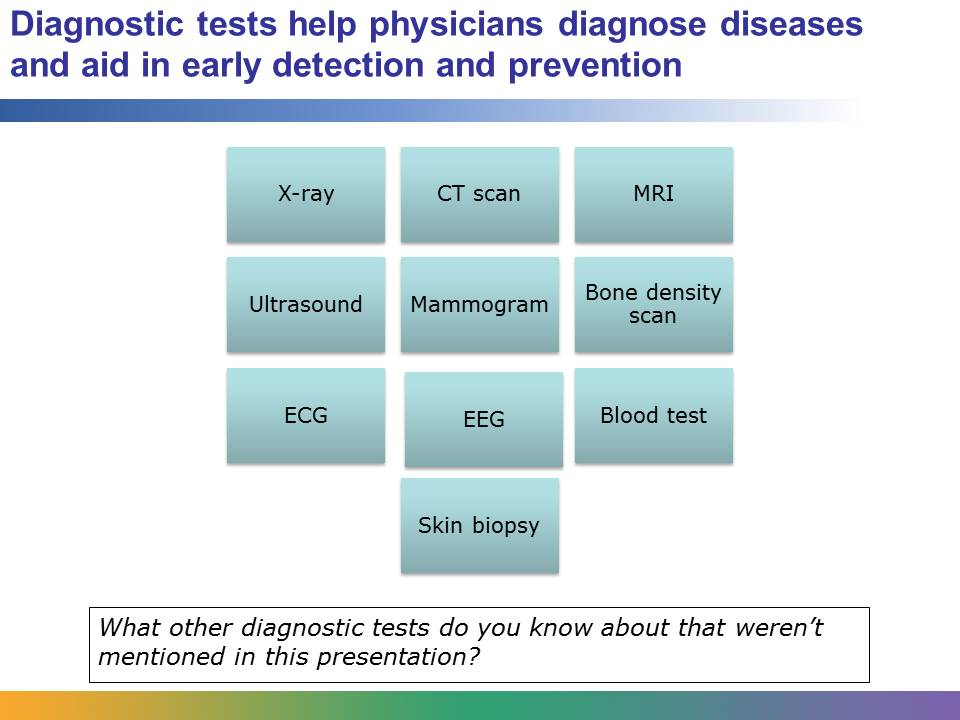 Diagnostic tests help physicians diagnose diseases
and aid in early detection and prevention
X-ray
CT scan
MRI
Ultrasound
Mammogram
Bone density
scan
ECG
EEG
Blood test
Skin biopsy
What other diagnostic tests do you know about that weren’t
mentioned in this presentation?